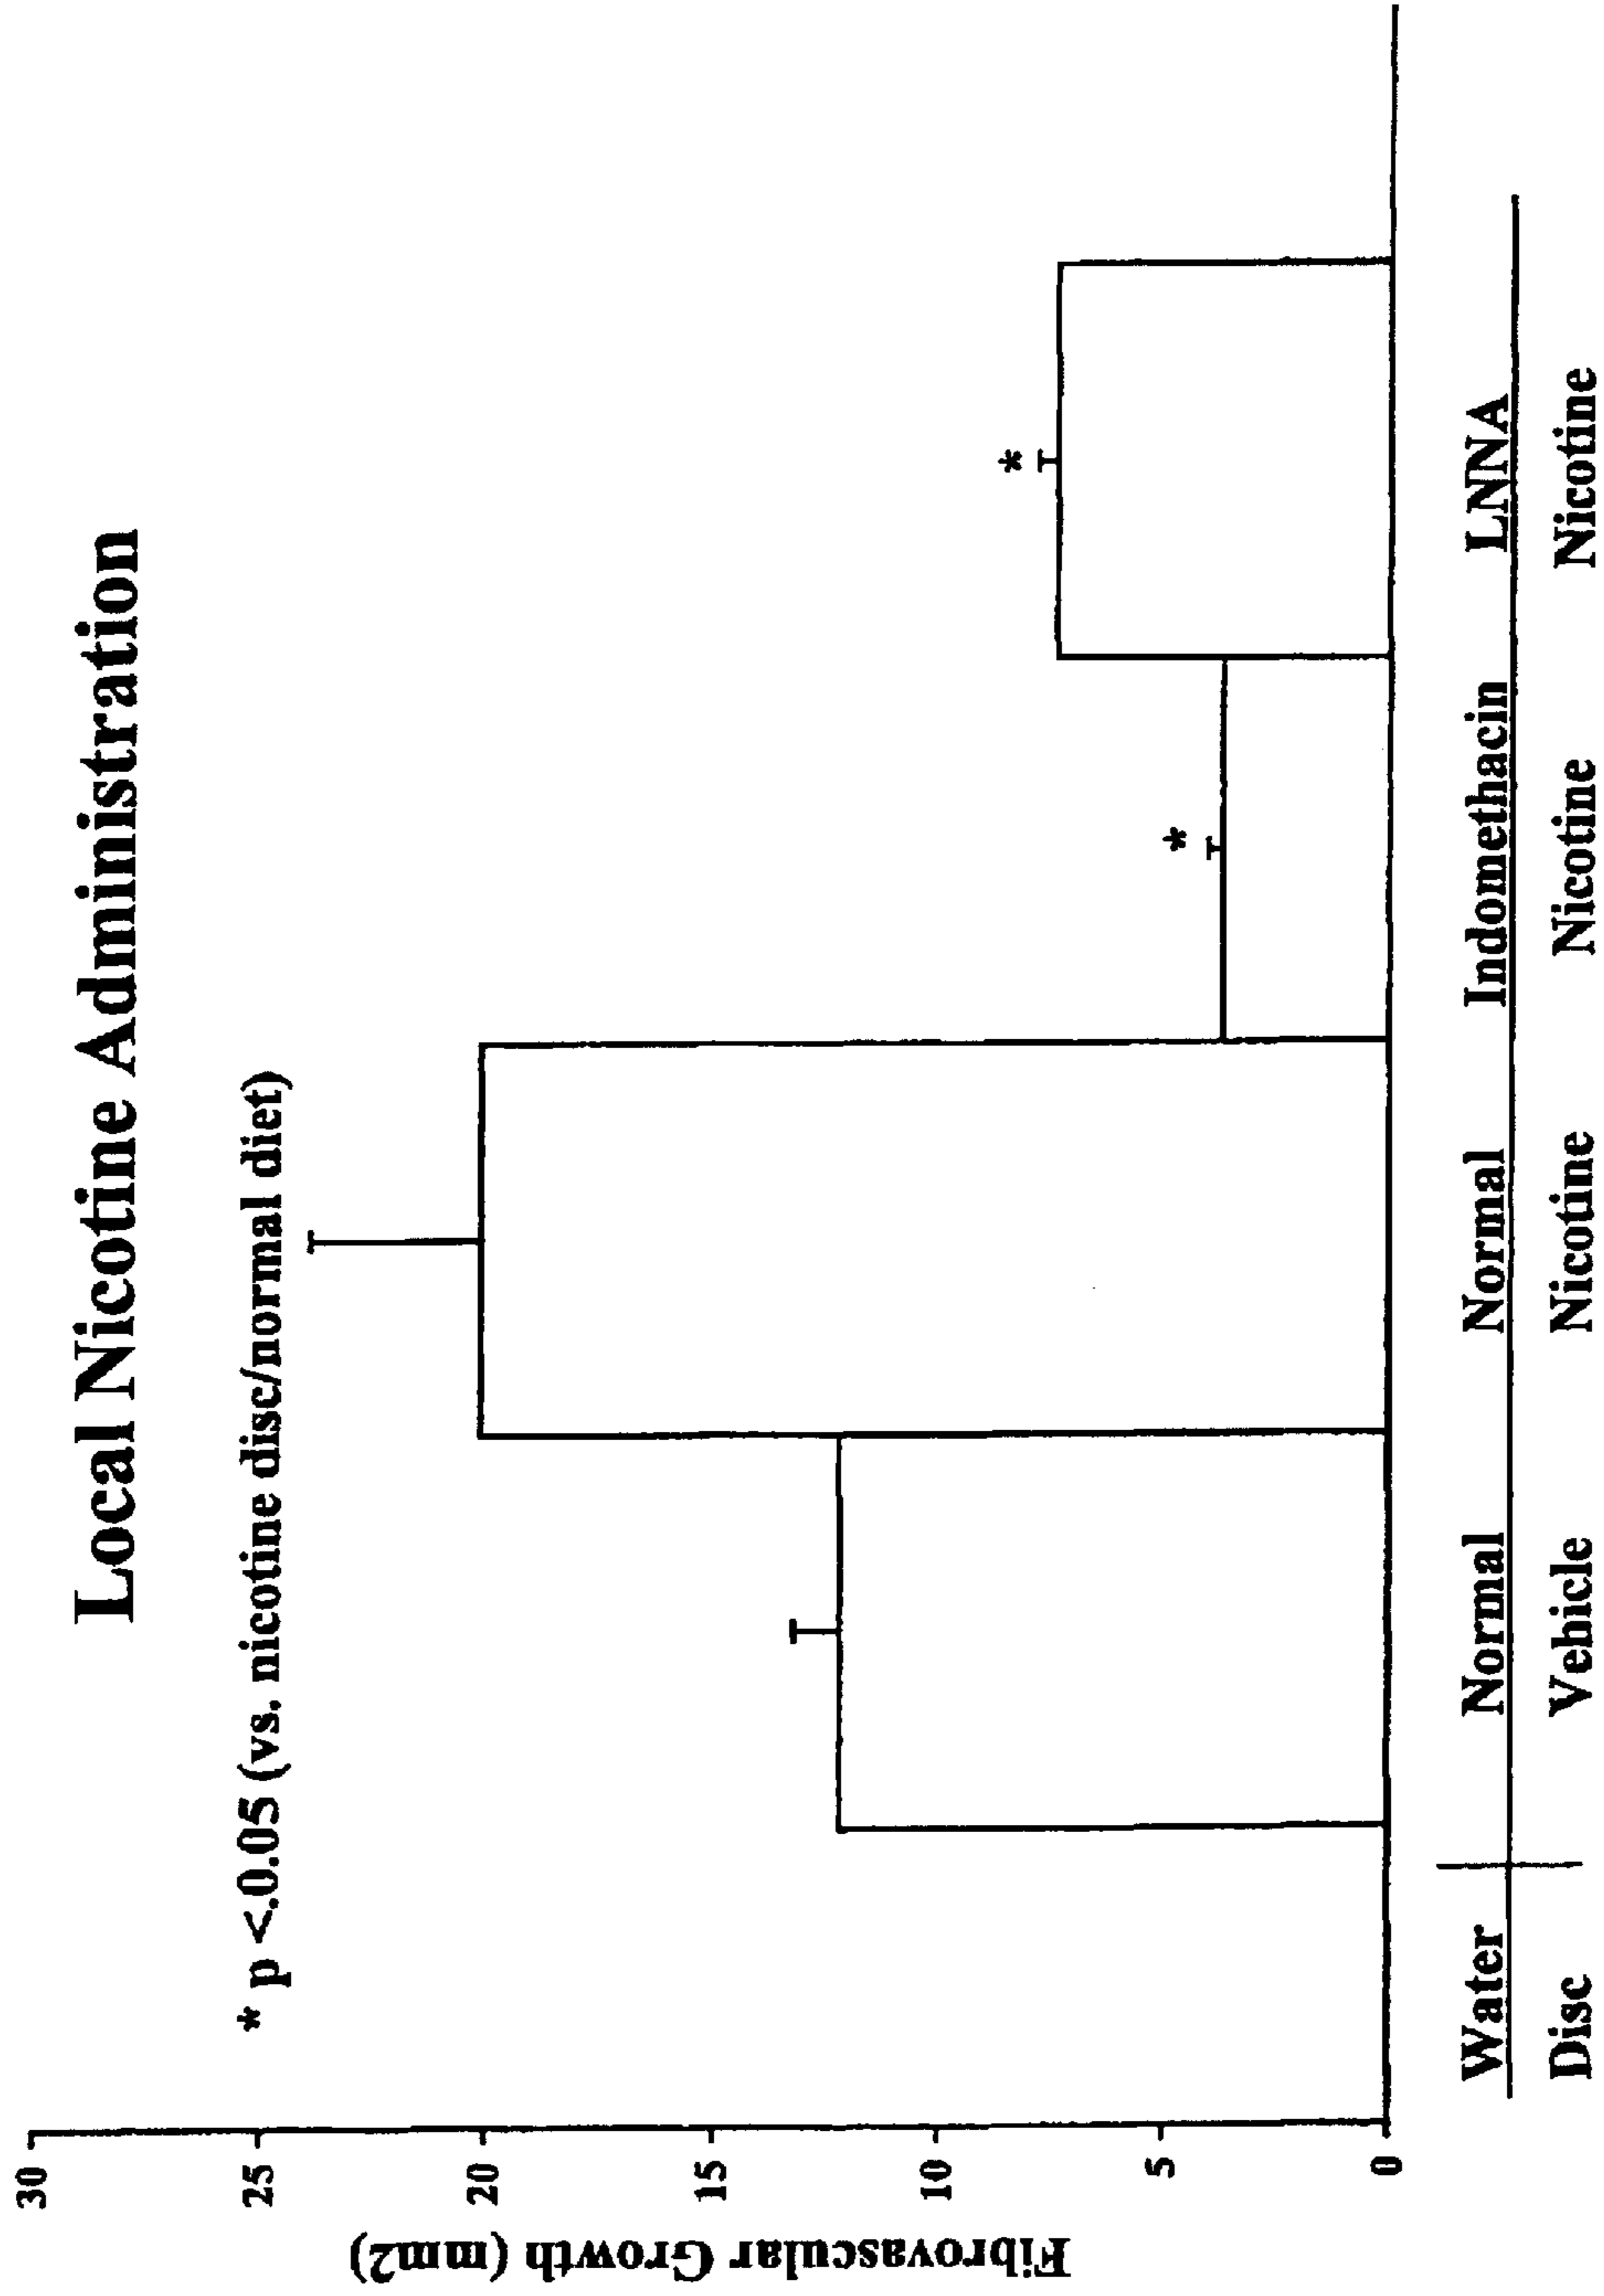 Local Nicotine Administration
* p <.0.05 (vs. nicotine disc/normal diet)
Fibrovascular Growth (mm2)
30
25
20
15
10
5
0
Water Normal Normal Indomethacin LNNA
Disc Vehicle Nicotine Nicotine Nicotine